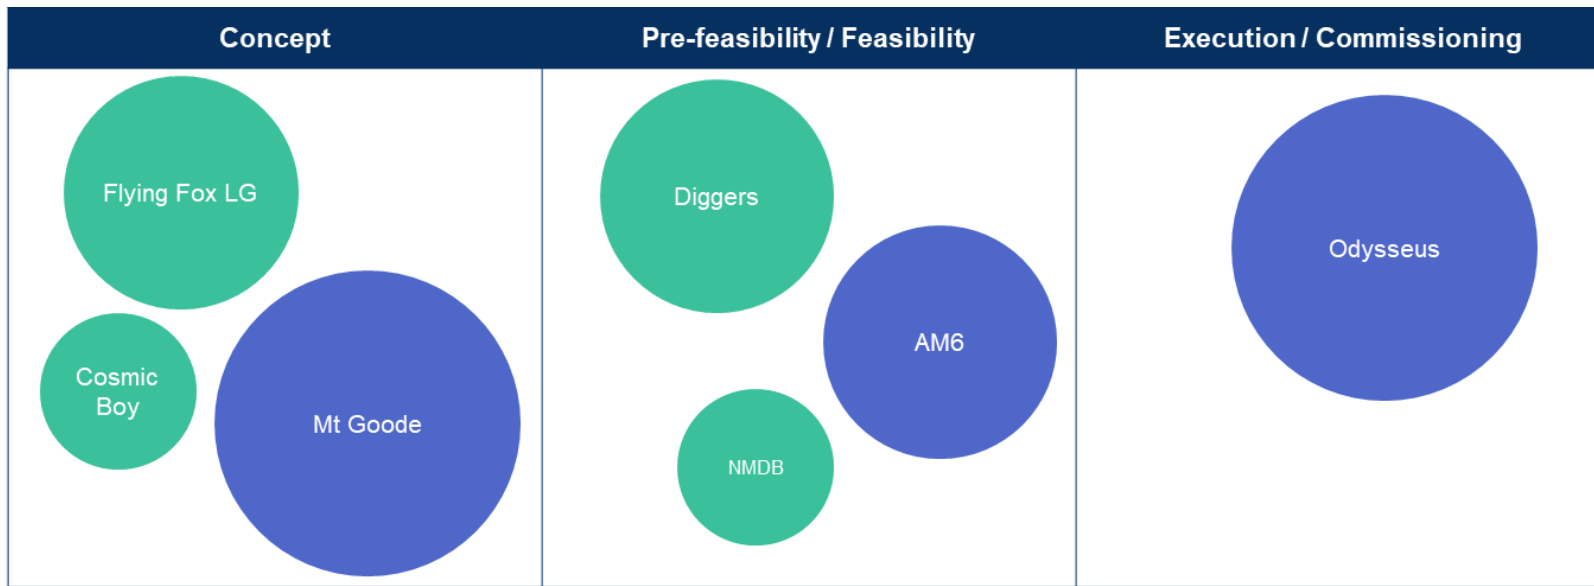 Concept
Pre-feasibility / Feasibility
Execution / Commissioning
Flying Fox LG
Cosmic
Boy
Mt Goode
Diggers
AM6
NMDB
Odysseus